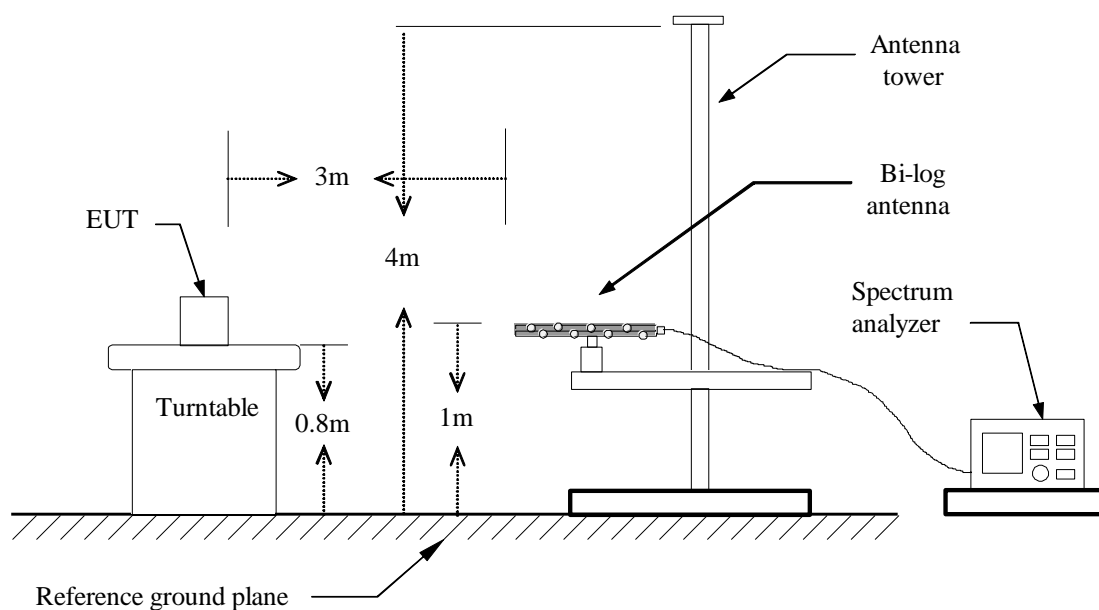 Antenna
tower
3m
Bi-log
antenna
EUT
4m
Spectrum
analyzer
Turntable
0.8m
1m
Reference ground plane